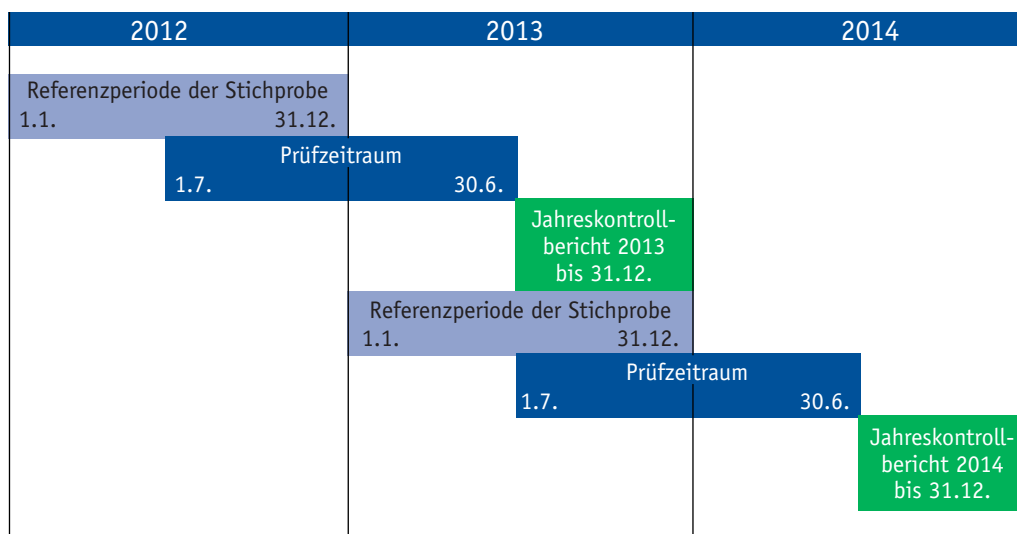 2012 2013 2014
Referenzperiode der Stichprobe
1.1. 31.12.
Prüfzeitraum
1.7. 30.6.
Jahreskontroll-
bericht 2013
bis 31.12.
Referenzperiode der Stichprobe
1.1. 31.12.
Prüfzeitraum
1.7. 30.6.
Jahreskontroll-
bericht 2014
bis 31.12.